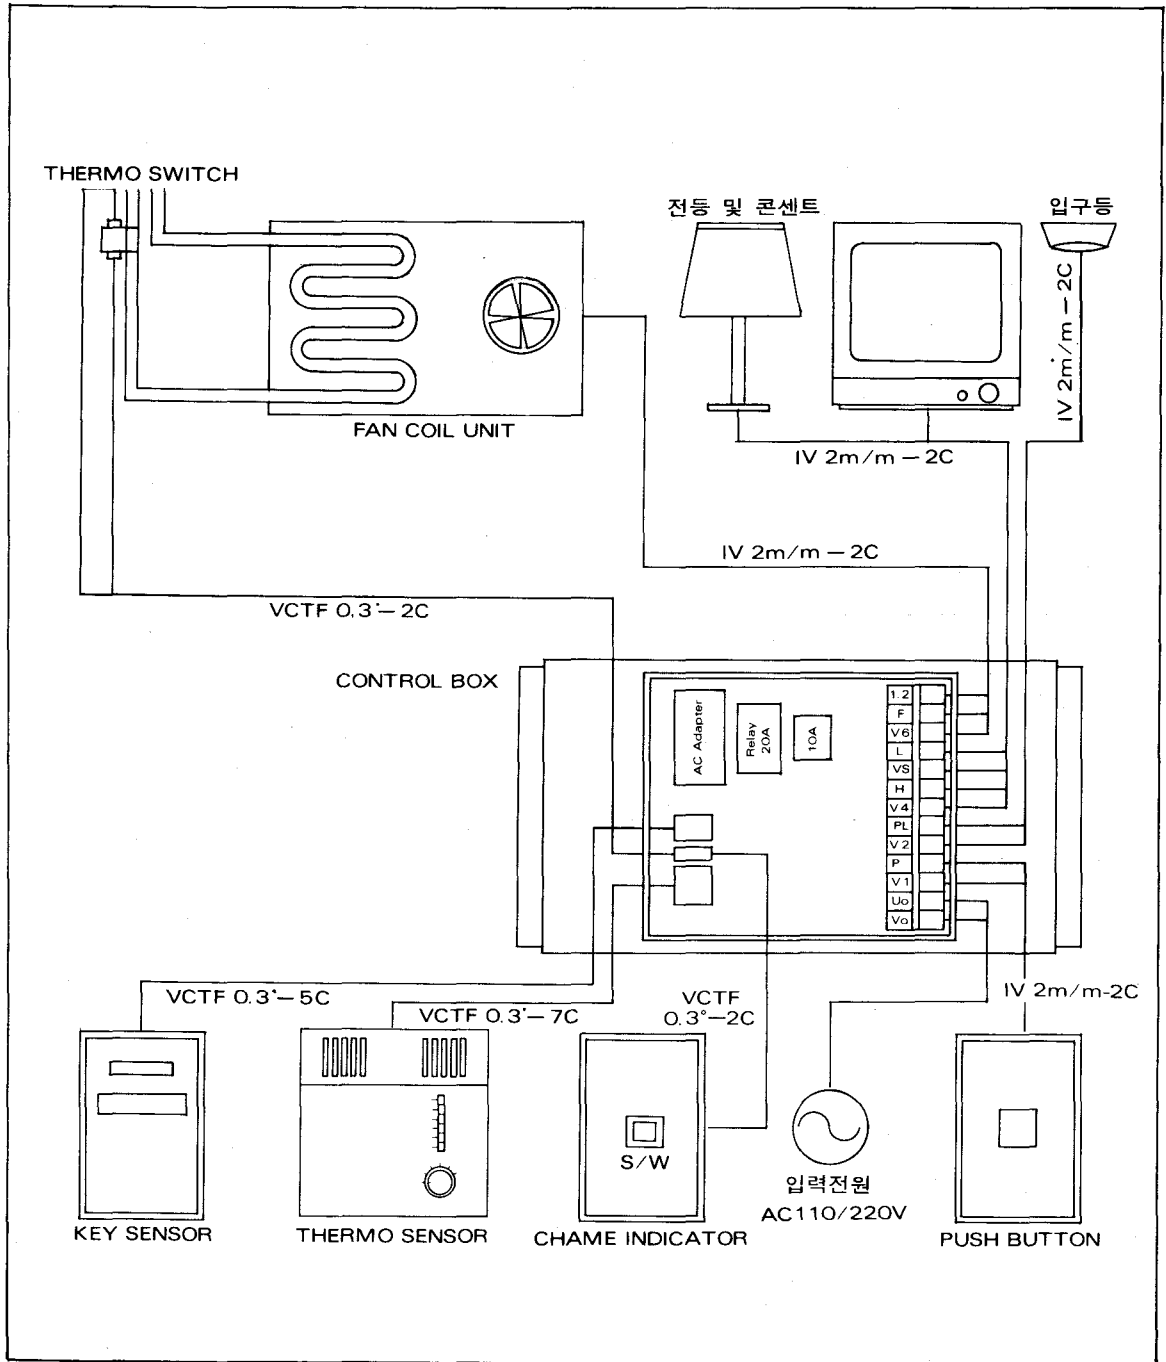 THERMO SWITCH
전등 및 콘센트
입구등
IV 2m/m — 2C
FAN COIL UNIT
IV 2m/m — 2C
IV 2m/m — 2C
VCTF 0.3°— 2C
CONTROL BOX
AC Adapter
Relay
20A
10A
1.2
F
V6
L
VS
H
V4
PL
V2
P
V1
Uo
Vo
VCTF 0.3°—5C
VCTF 0.3°—7C
VCTF
0.3°—2C
IV 2m/m-2C
S/W
입력전원
AC110/220V
KEY SENSOR
THERMO SENSOR
CHAME INDICATOR
PUSH BUTTON